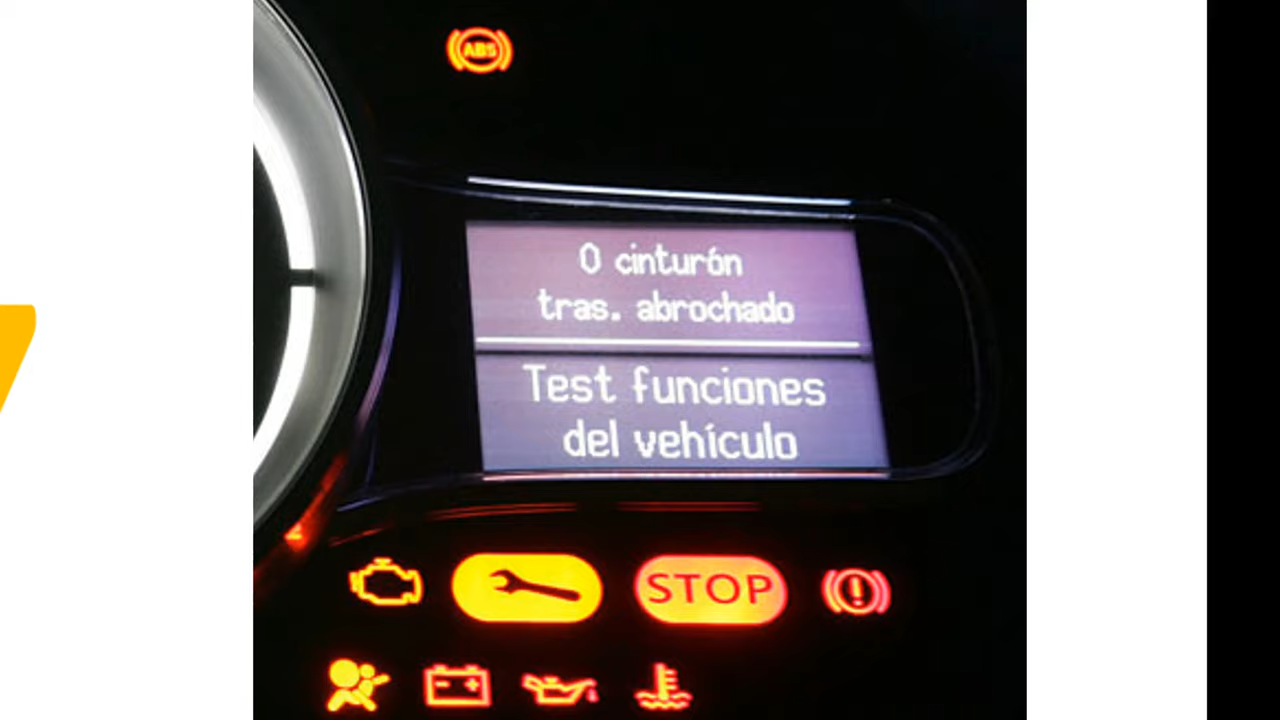 ABS
0 cinturón
tras. abrochado
Test funciones
del vehículo
STOP